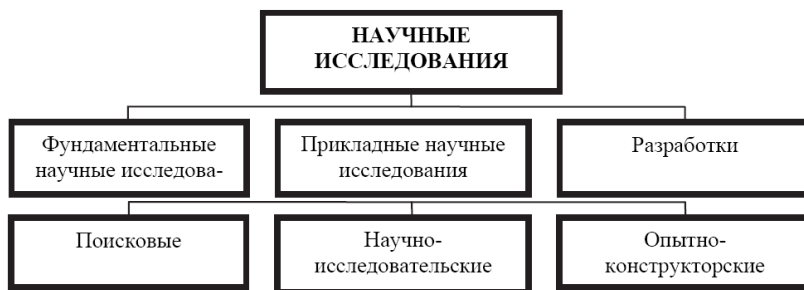 НАУЧНЫЕ
ИССЛЕДОВАНИЯ
Фундаментальные
научные исследова-
Прикладные научные
исследования
Разработки
Поисковые
Научно-
исследовательские
Опытно-
конструкторские